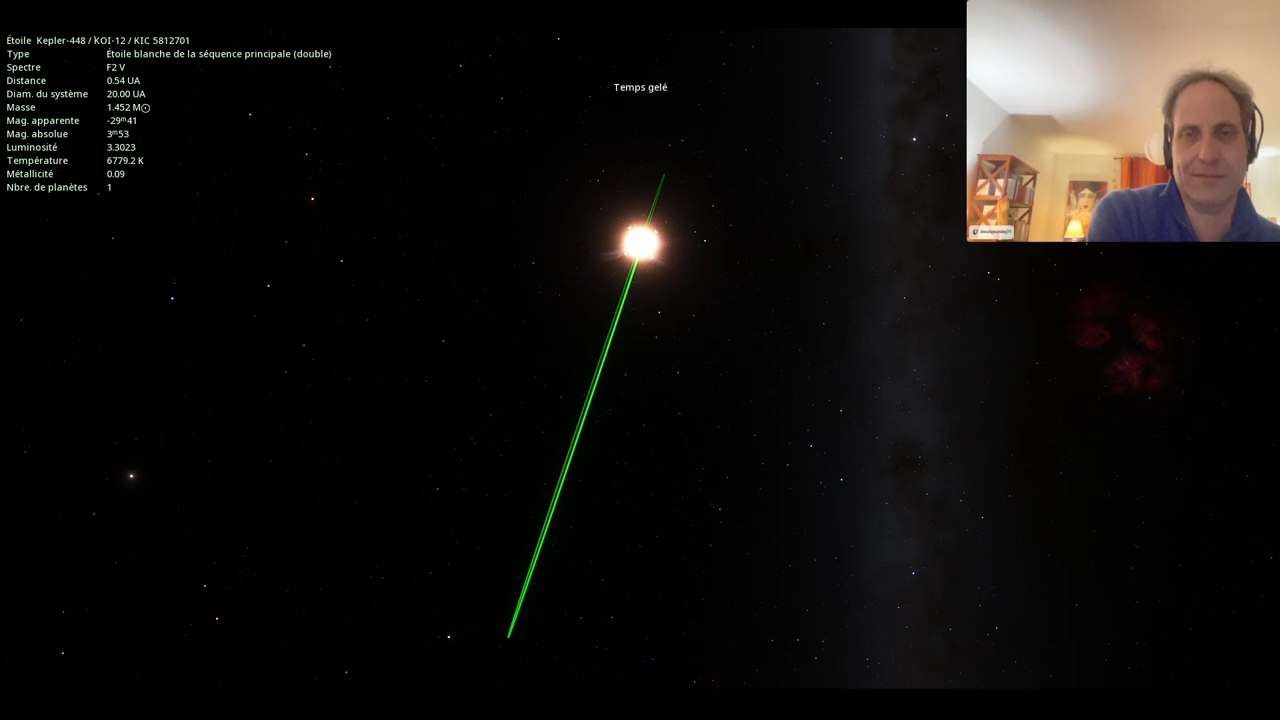 Étoile Kepler-448 / KOI-12 / KIC 5812701
Type Étoile blanche de la séquence principale (double)
Spectre F2 V
Distance 0.54 UA
Diam. du système 20.00 UA
Masse 1.452 M☉
Mag. apparente -29ᵐ41
Mag. absolue 3ᵐ53
Luminosité 3.3023
Température 6779.2 K
Métallicité 0.09
Nbre. de planètes 1
Temps gelé